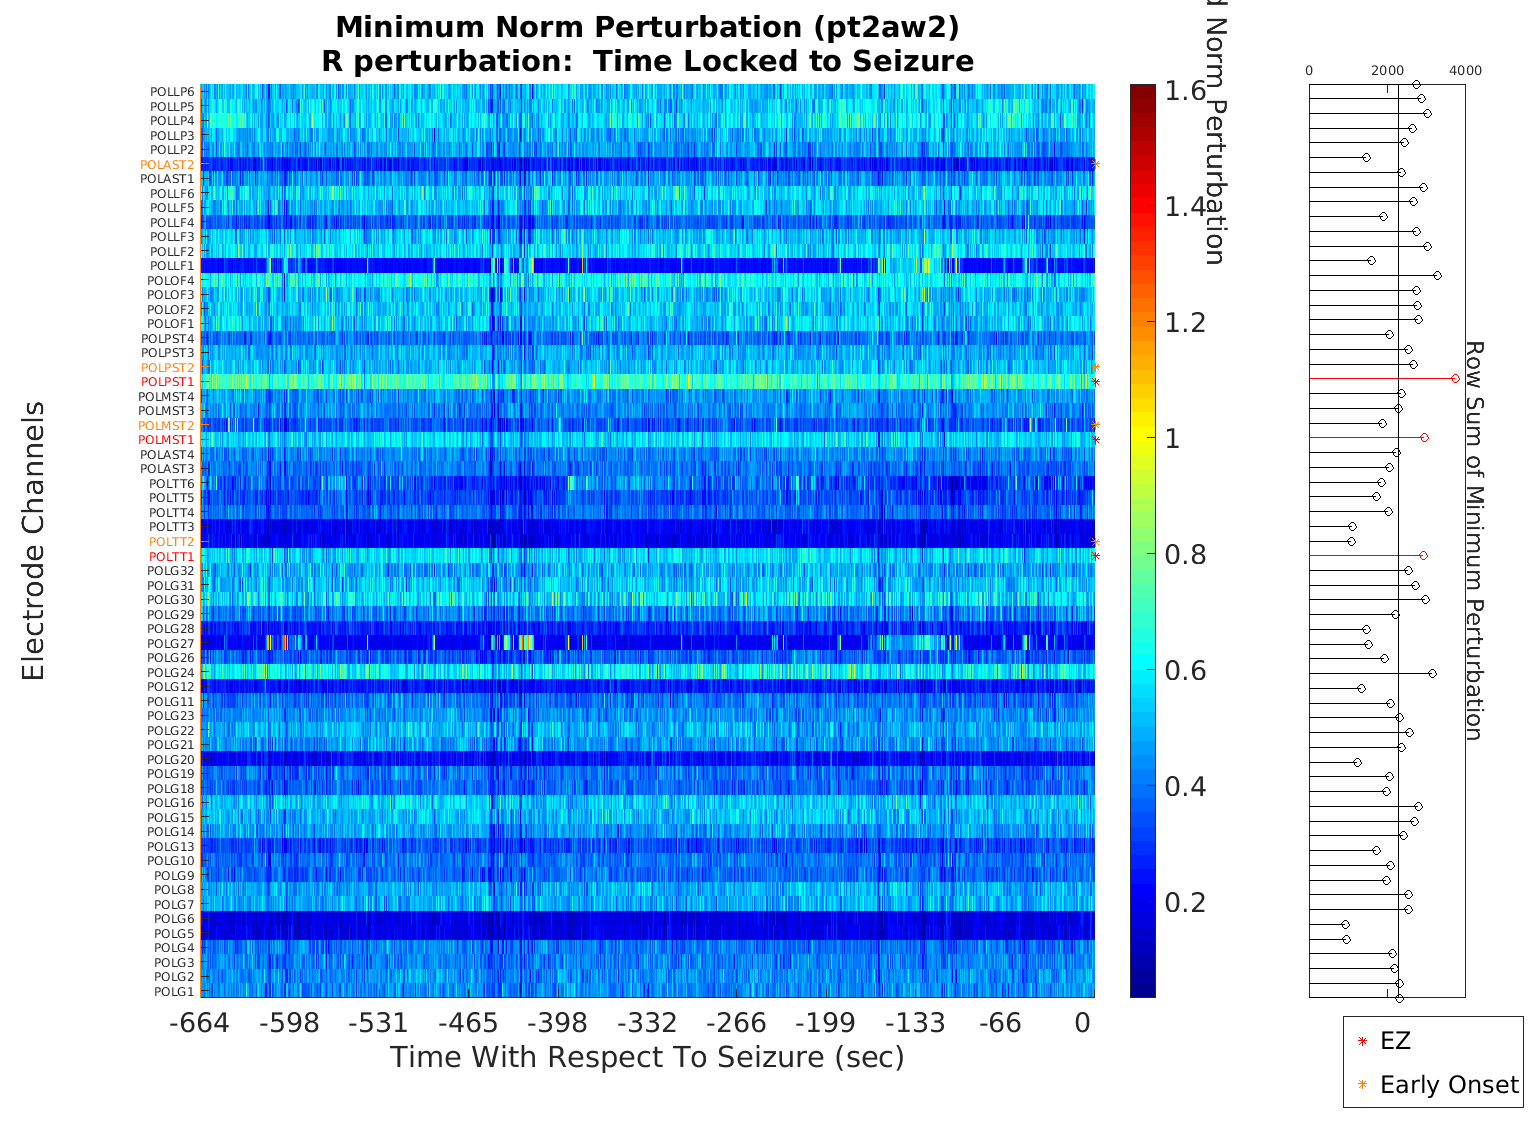 Minimum Norm Perturbation (pt2aw2)
R perturbation:  Time Locked to Seizure
Electrode Channels
POLLP6
POLLP5
POLLP4
POLLP3
POLLP2
POLAST2
POLAST1
POLLF6
POLLF5
POLLF4
POLLF3
POLLF2
POLLF1
POLOF4
POLOF3
POLOF2
POLOF1
POLPST4
POLPST3
POLPST2
POLPST1
POLMST4
POLMST3
POLMST2
POLMST1
POLAST4
POLAST3
POLTT6
POLTT5
POLTT4
POLTT3
POLTT2
POLTT1
POLG32
POLG31
POLG30
POLG29
POLG28
POLG27
POLG26
POLG24
POLG12
POLG11
POLG23
POLG22
POLG21
POLG20
POLG19
POLG18
POLG16
POLG15
POLG14
POLG13
POLG10
POLG9
POLG8
POLG7
POLG6
POLG5
POLG4
POLG3
POLG2
POLG1
-664 -598 -531 -465 -398 -332 -266 -199 -133 -66 0
Time With Respect To Seizure (sec)
1.6
1.4
1.2
1
0.8
0.6
0.4
0.2
Norm Perturbation
0 2000 4000
Row Sum of Minimum Perturbation
EZ
Early Onset